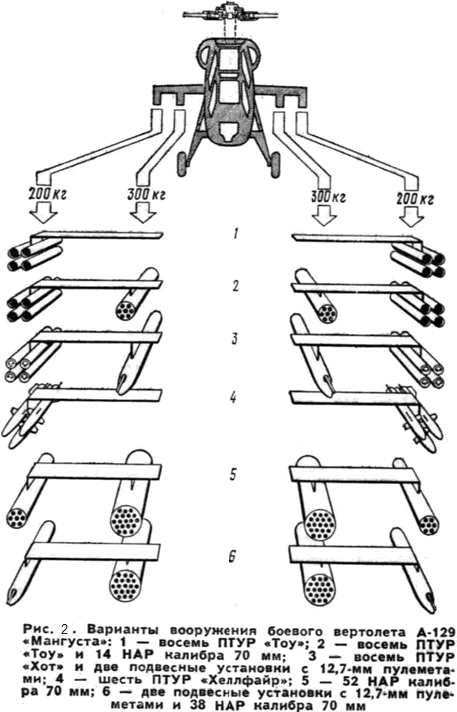 200 кг 300 кг 300 кг 200 кг
1
2
3
4
5
6
Рис. 2. Варианты вооружения боевого вертолета А-129
«Мангуста»: 1 — восемь ПТУР «Тоу»; 2 — восемь ПТУР
«Тоу» и 14 НАР калибра 70 мм; 3 — восемь ПТУР
«Хот» и две подвесные установки с 12,7-мм пулемета-
ми; 4 — шесть ПТУР «Хеллфайр»; 5 — 52 НАР калиб-
ра 70 мм; 6 — две подвесные установки с 12,7-мм пуле-
метами и 38 НАР калибра 70 мм